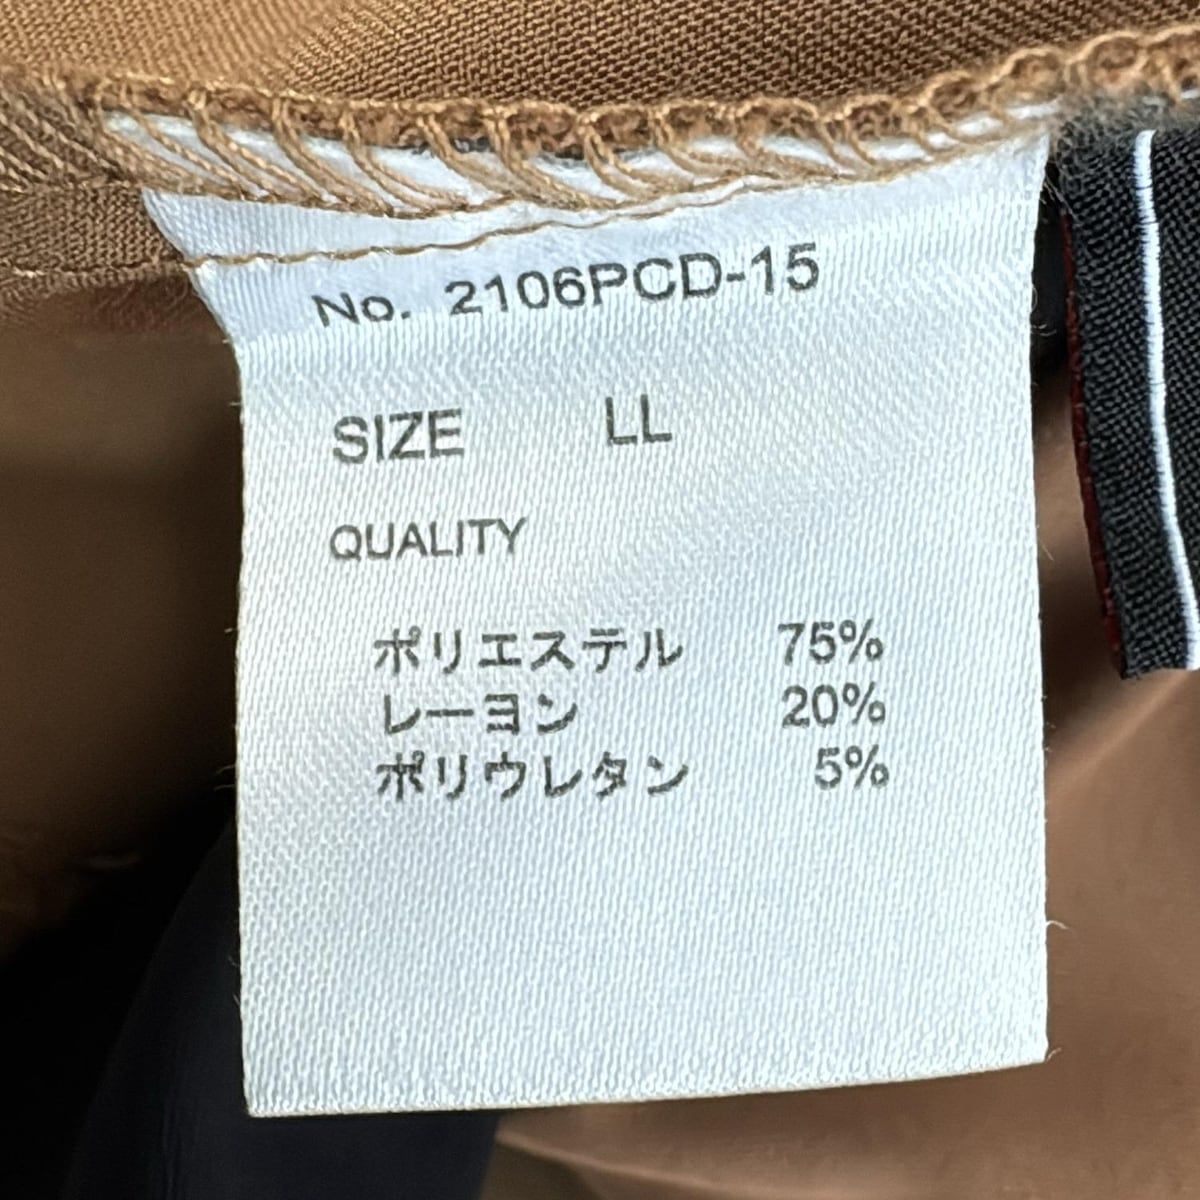 No. 2106PCD-15
SIZE LL
QUALITY
ポリエステル 75%
レーヨン 20%
ポリウレタン 5%